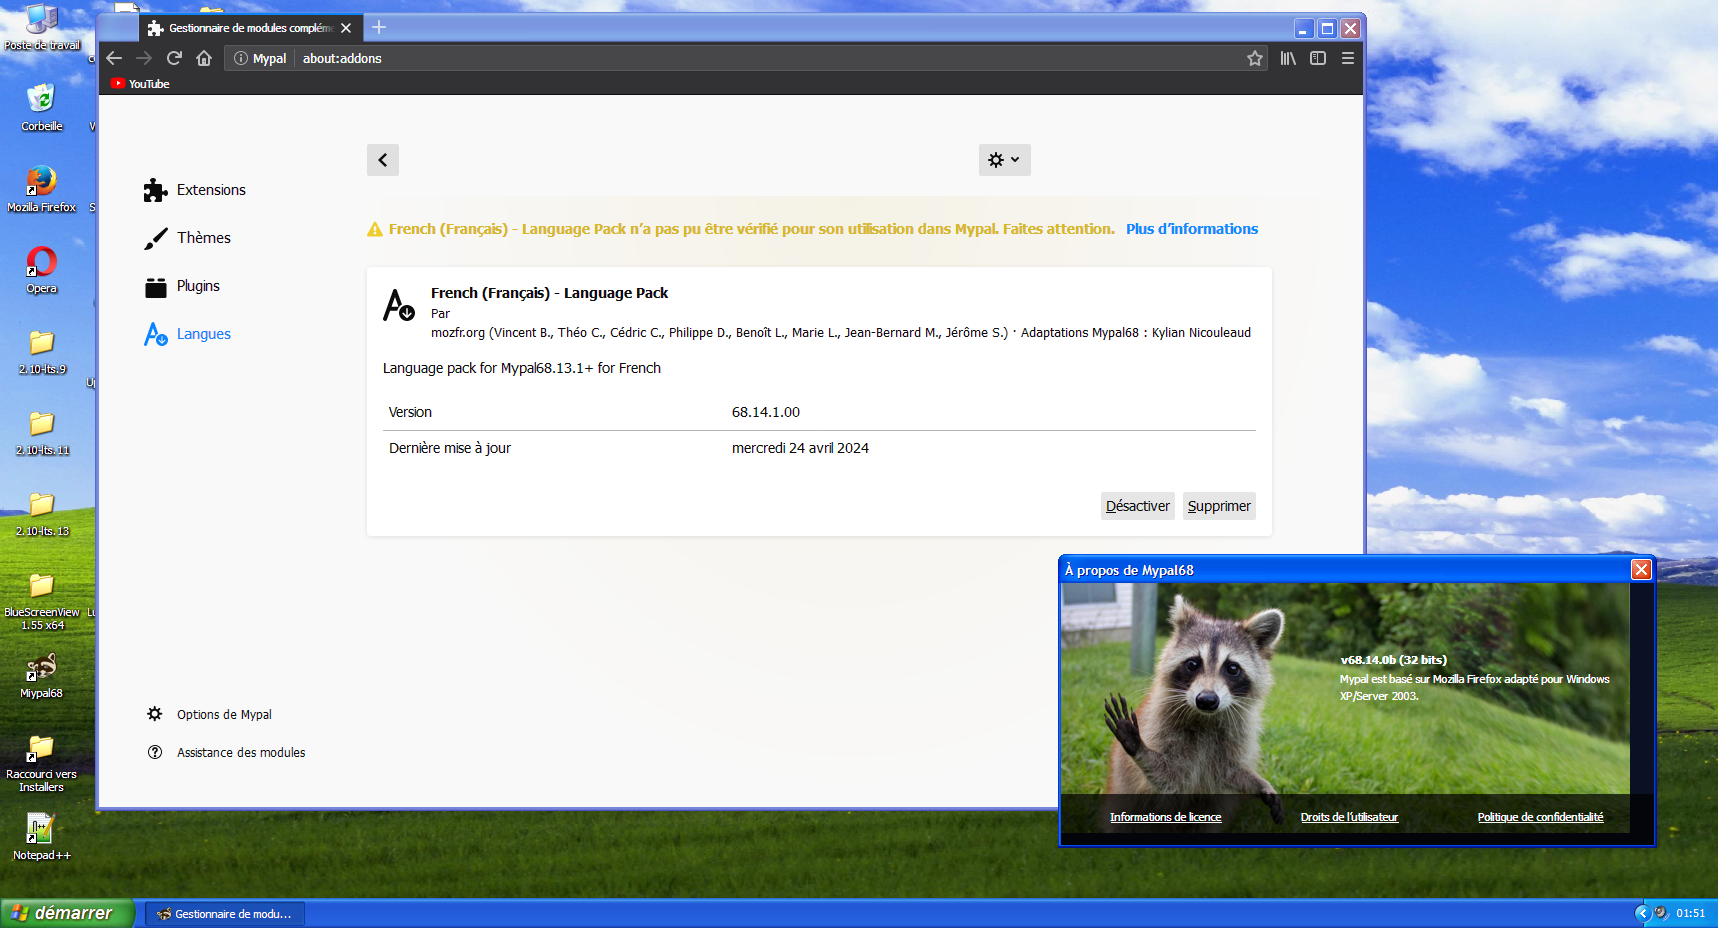 Poste de travail
Corbeille
Mozilla Firefox
Opera
2.10-lts.9
2.10-lts.11
2.10-lts.13
BlueScreenView
1.55 x64
Miypal68
Raccourci vers
Installers
Notepad++
Gestionnaire de modules compléme
Mypal
about:addons
YouTube
Extensions
Thèmes
Plugins
Langues
French (Français) - Language Pack n’a pas pu être vérifié pour son utilisation dans Mypal. Faites attention. Plus d’informations
French (Français) - Language Pack
Par
mozfr.org (Vincent B., Théo C., Cédric C., Philippe D., Benoît L., Marie L., Jean-Bernard M., Jérôme S.) · Adaptations Mypal68 : Kylian Nicouleaud
Language pack for Mypal68.13.1+ for French
Version 68.14.1.00
Dernière mise à jour mercredi 24 avril 2024
Désactiver Supprimer
Options de Mypal
Assistance des modules
À propos de Mypal68
v68.14.0b (32 bits)
Mypal est basé sur Mozilla Firefox adapté pour Windows
XP/Server 2003.
Informations de licence Droits de l’utilisateur Politique de confidentialité
démarrer
Gestionnaire de modu...
01:51